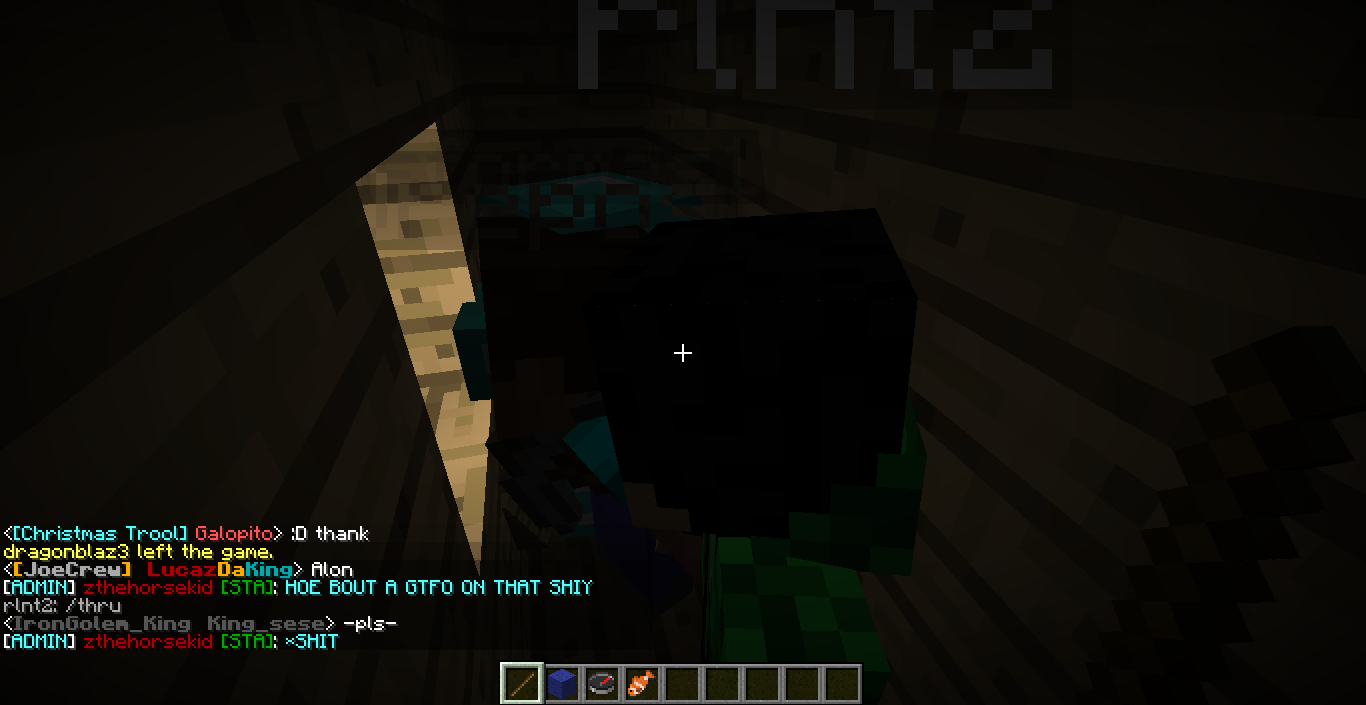 rlnt2
<[Christmas Trool] Galopito> :D thank
dragonblaz3 left the game.
<[JoeCrew] LucazDaKing> Alon
[ADMIN] zthehorsekid [STA]: HOE BOUT A GTFO ON THAT SHIY
rlnt2: /thru
<IronGolem_King King_sese> -pls-
[ADMIN] zthehorsekid [STA]: *SHIT